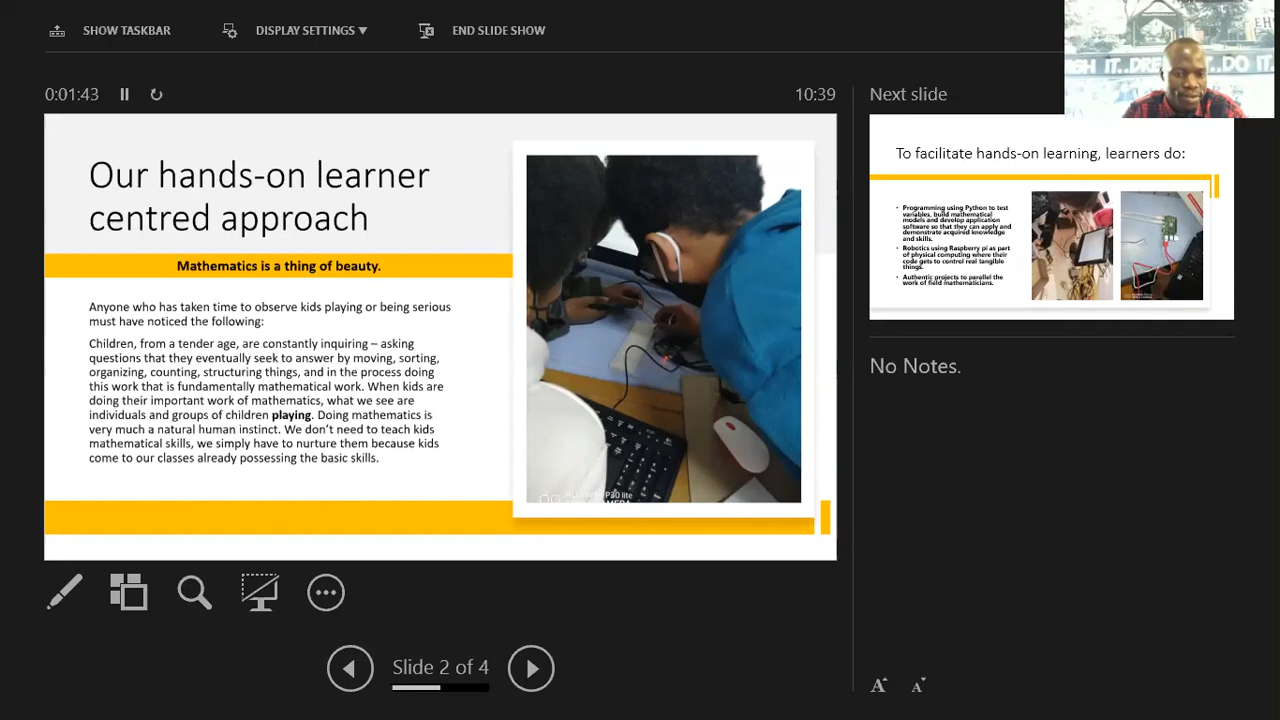 SHOW TASKBAR
DISPLAY SETTINGS ▼
END SLIDE SHOW
0:01:43
10:39
Our hands-on learner
centred approach
Mathematics is a thing of beauty.
Anyone who has taken time to observe kids playing or being serious
must have noticed the following:
Children, from a tender age, are constantly inquiring – asking
questions that they eventually seek to answer by moving, sorting,
organizing, counting, structuring things, and in the process doing
this work that is fundamentally mathematical work. When kids are
doing their important work of mathematics, what we see are
individuals and groups of children playing. Doing mathematics is
very much a natural human instinct. We don't need to teach kids
mathematical skills, we simply have to nurture them because kids
come to our classes already possessing the basic skills.
P30 lite
Next slide
To facilitate hands-on learning, learners do:
• Programming using Python to test
variables, build mathematical
models and develop application
software so that they can apply and
demonstrate acquired knowledge
and skills.
• Robotics using Raspberry pi as part
of physical computing where their
code gets to control real tangible
things.
• Authentic projects to parallel the
work of field mathematicians.
No Notes.
Slide 2 of 4
A A
DO IT.